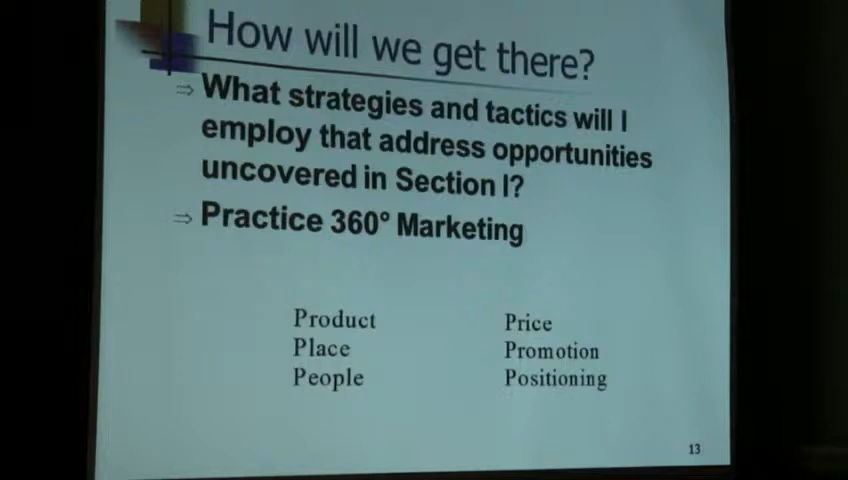 How will we get there?
⇒ What strategies and tactics will I
employ that address opportunities
uncovered in Section I?
⇒ Practice 360° Marketing
Product Price
Place Promotion
People Positioning
13